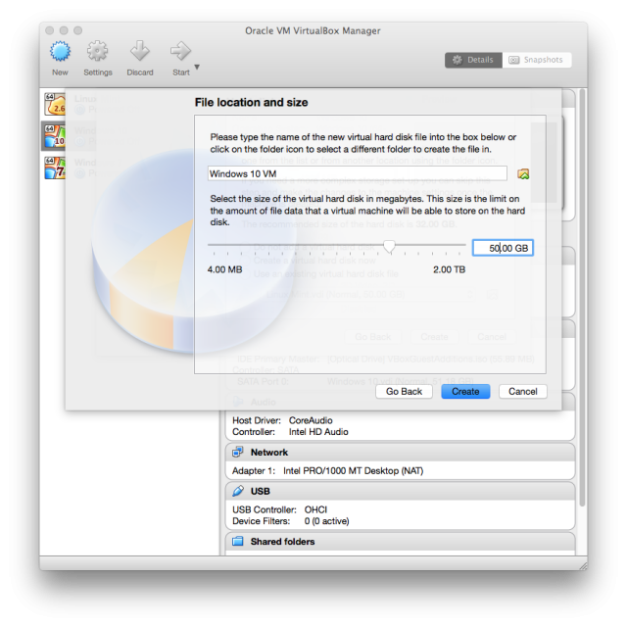 Oracle VM VirtualBox Manager
New Settings Discard Start
Details Snapshots
File location and size
Please type the name of the new virtual hard disk file into the box below or
click on the folder icon to select a different folder to create the file in.
Windows 10 VM
Select the size of the virtual hard disk in megabytes. This size is the limit on
the amount of file data that a virtual machine will be able to store on the hard
disk.
50.00 GB
4.00 MB 2.00 TB
Go Back Create Cancel
Audio
Host Driver: CoreAudio
Controller: Intel HD Audio
Network
Adapter 1: Intel PRO/1000 MT Desktop (NAT)
USB
USB Controller: OHCI
Device Filters: 0 (0 active)
Shared folders